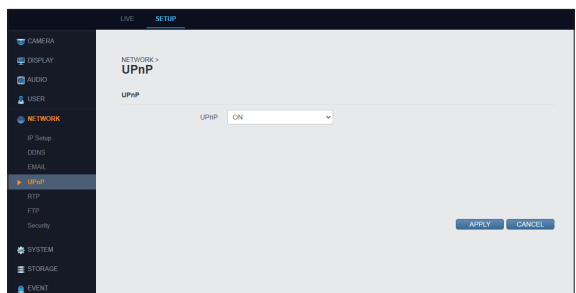 LIVE SETUP
CAMERA
DISPLAY
AUDIO
USER
NETWORK
IP Setup
DDNS
EMAIL
UPnP
RTP
FTP
Security
SYSTEM
STORAGE
EVENT
NETWORK >
UPnP
UPnP
UPnP ON
APPLY CANCEL